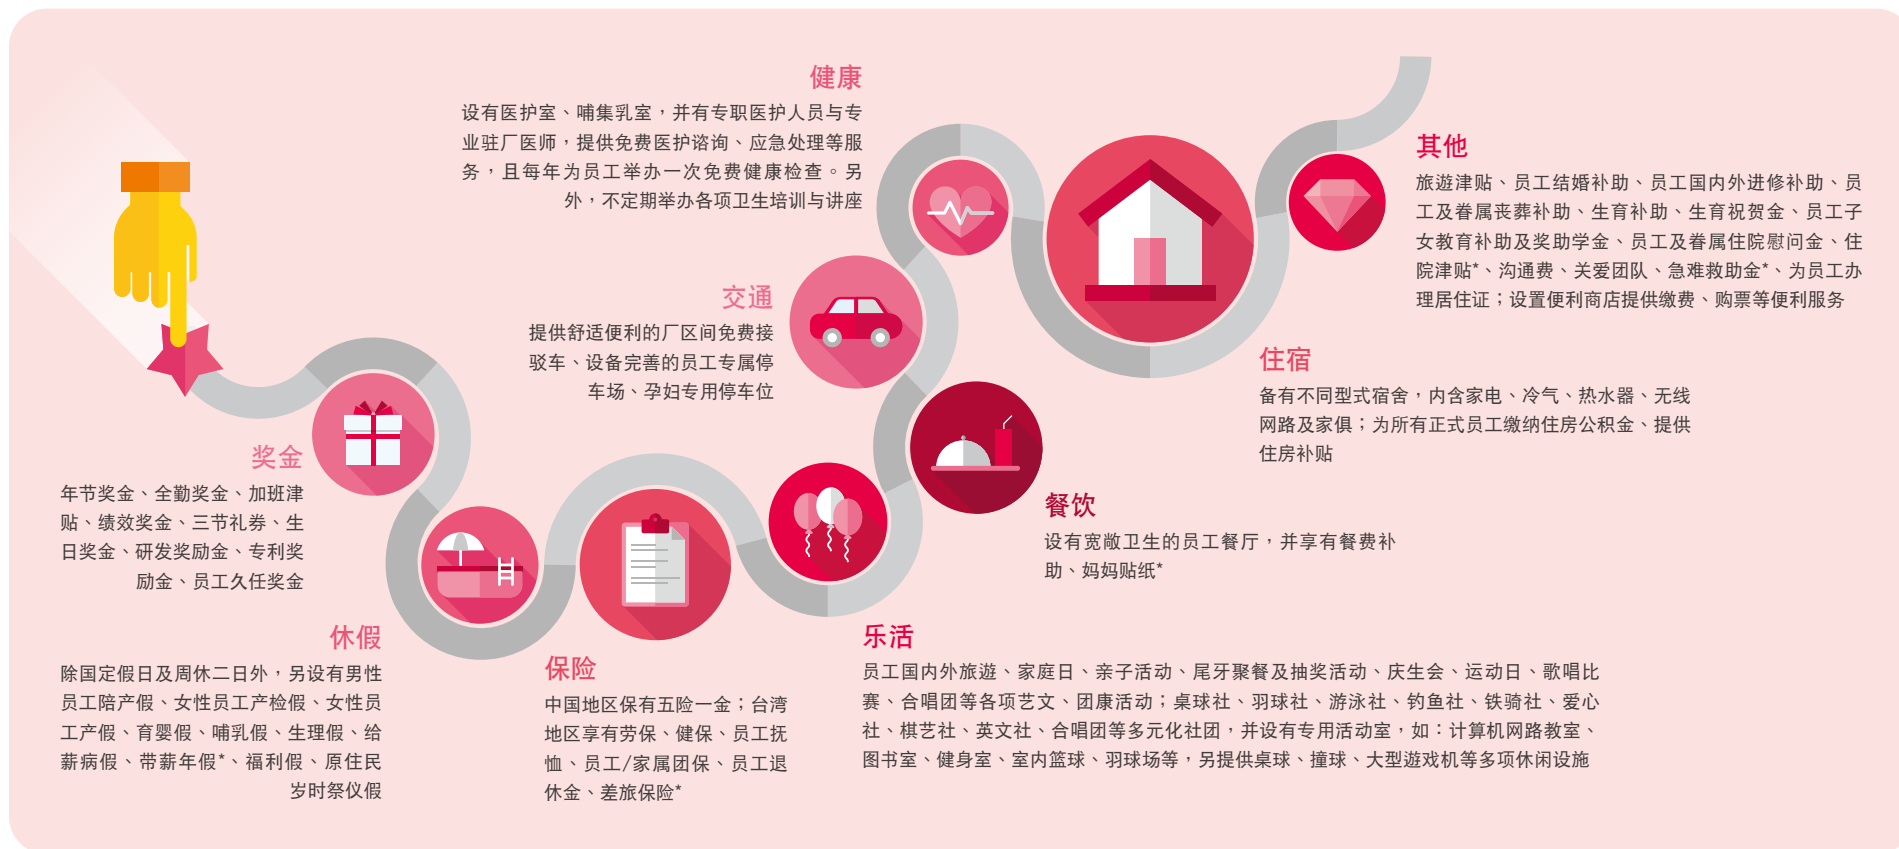 健康
设有医护室、哺集乳室，并有专职医护人员与专
业驻厂医师，提供免费医护谘询、应急处理等服
务，且每年为员工举办一次免费健康检查。另
外，不定期举办各项卫生培训与讲座
其他
旅遊津贴、员工结婚补助、员工国内外进修补助、员
工及眷属丧葬补助、生育补助、生育祝贺金、员工子
女教育补助及奖助学金、员工及眷属住院慰问金、住
院津贴*、沟通费、关爱团队、急难救助金*、为员工办
理居住证；设置便利商店提供缴费、购票等便利服务
交通
提供舒适便利的厂区间免费接
驳车、设备完善的员工专属停
车场、孕妇专用停车位
住宿
备有不同型式宿舍，内含家电、冷气、热水器、无线
网路及家俱；为所有正式员工缴纳住房公积金、提供
住房补贴
奖金
年节奖金、全勤奖金、加班津
贴、绩效奖金、三节礼券、生
日奖金、研发奖励金、专利奖
励金、员工久任奖金
餐饮
设有宽敞卫生的员工餐厅，并享有餐费补
助、妈妈贴纸*
休假
除国定假日及周休二日外，另设有男性
员工陪产假、女性员工产检假、女性员
工产假、育婴假、哺乳假、生理假、给
薪病假、带薪年假*、福利假、原住民
岁时祭仪假
保险
中国地区保有五险一金；台湾
地区享有劳保、健保、员工抚
恤、员工/家属团保、员工退
休金、差旅保险*
乐活
员工国内外旅遊、家庭日、亲子活动、尾牙聚餐及抽奖活动、庆生会、运动日、歌唱比
赛、合唱团等各项艺文、团康活动；桌球社、羽球社、游泳社、钓鱼社、铁骑社、爱心
社、棋艺社、英文社、合唱团等多元化社团，并设有专用活动室，如：计算机网路教室、
图书室、健身室、室内篮球、羽球场等，另提供桌球、撞球、大型遊戏机等多项休闲设施